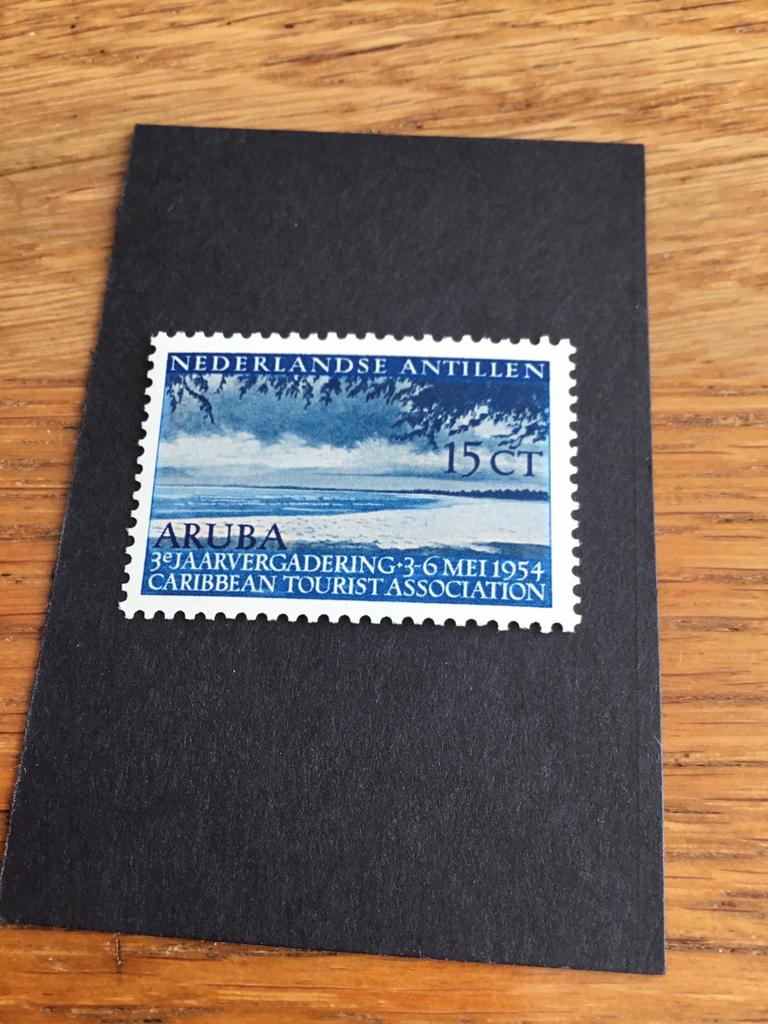 NEDERLANDSE ANTILLEN
15 CT
ARUBA
3e JAARVERGADERING•3-6 MEI 1954
CARIBBEAN TOURIST ASSOCIATION